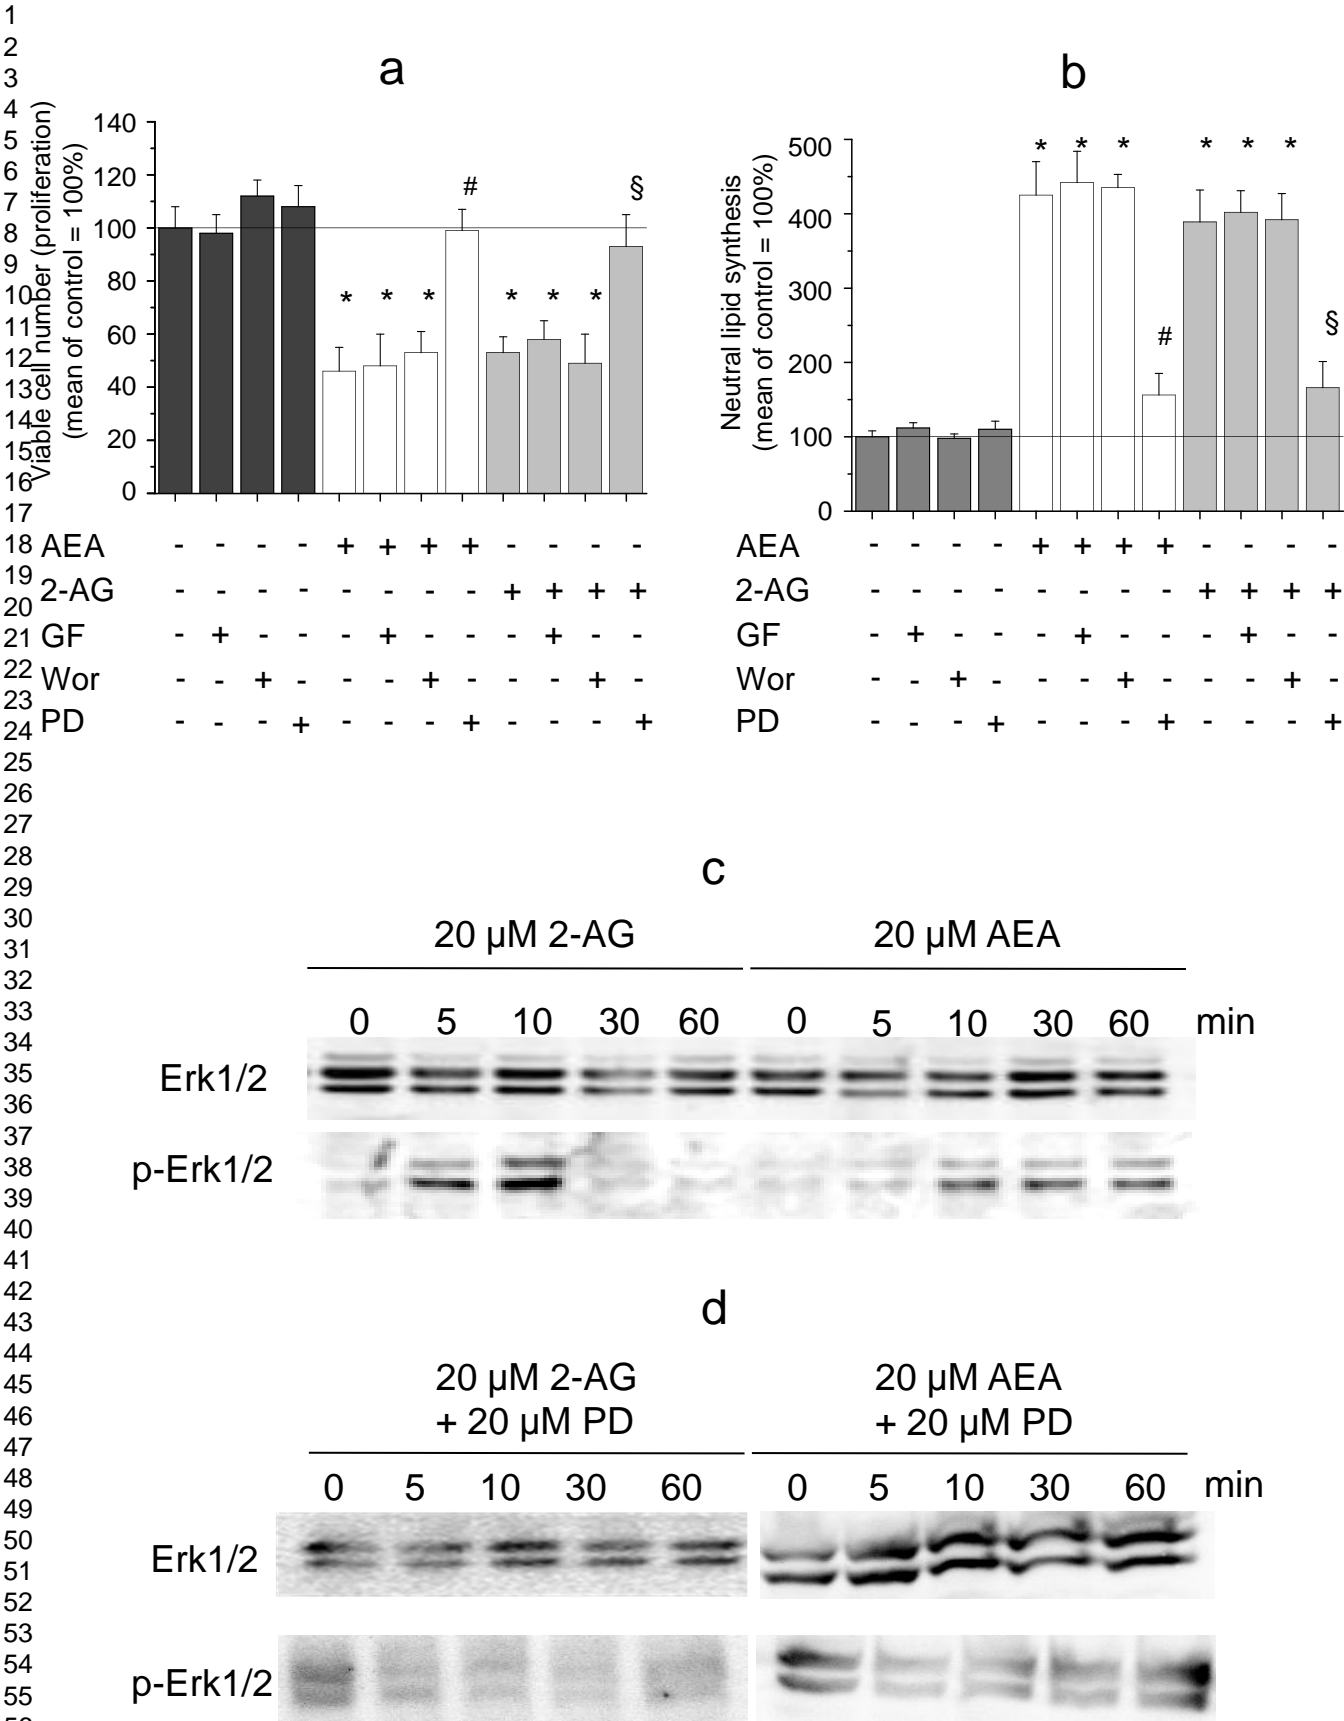 1
2
3
4
5
6
7
8
9
10
11
12
13
14
15
16
17
18
19
20
21
22
23
24
25
26
27
28
29
30
31
32
33
34
35
36
37
38
39
40
41
42
43
44
45
46
47
48
49
50
51
52
53
54
55
a
Viable cell number (proliferation)
(mean of control = 100%)
140
120
100
80
60
40
20
0
* * * # * * * §
AEA - - - - + + + + - - - -
2-AG - - - - - - - - + + + +
GF - + - - - + - - - + - -
Wor - - + - - - + - - - + -
PD - - - + - - - + - - - +
b
Neutral lipid synthesis
(mean of control = 100%)
500
400
300
200
100
0
* * * # * * * §
AEA - - - - + + + + - - - -
2-AG - - - - - - - - + + + +
GF - + - - - + - - - + - -
Wor - - + - - - + - - - + -
PD - - - + - - - + - - - +
c
20 µM 2-AG 20 µM AEA
0 5 10 30 60 0 5 10 30 60 min
Erk1/2
p-Erk1/2
d
20 µM 2-AG
+ 20 µM PD
20 µM AEA
+ 20 µM PD
0 5 10 30 60 0 5 10 30 60 min
Erk1/2
p-Erk1/2